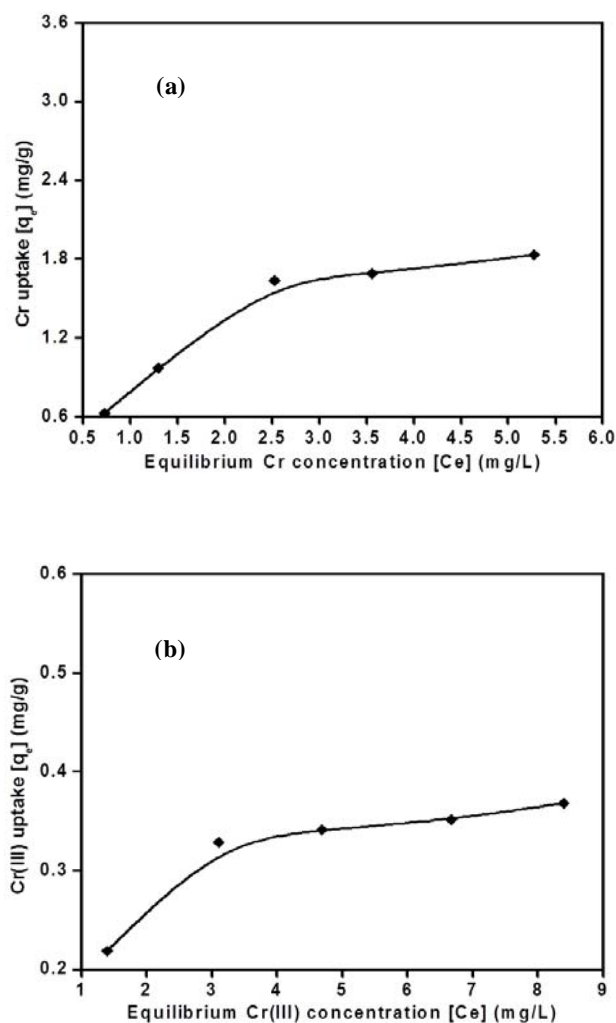 3.6
(a)
3.0
2.4
1.8
1.2
0.6
Cr uptake [qe] (mg/g)
0.5 1.0 1.5 2.0 2.5 3.0 3.5 4.0 4.5 5.0 5.5 6.0
Equilibrium Cr concentration [Ce] (mg/L)
0.6
(b)
0.5
0.4
0.3
0.2
Cr(III) uptake [qe] (mg/g)
1 2 3 4 5 6 7 8 9
Equilibrium Cr(III) concentration [Ce] (mg/L)